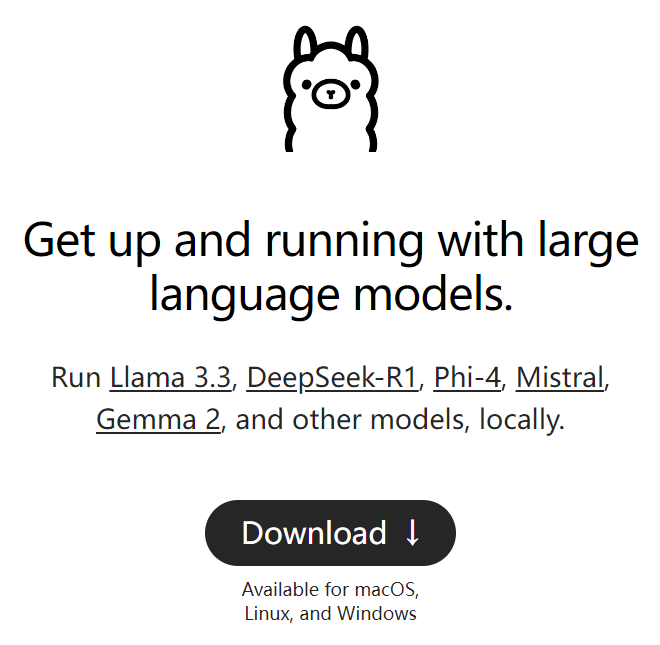 Get up and running with large
language models.
Run Llama 3.3, DeepSeek-R1, Phi-4, Mistral,
Gemma 2, and other models, locally.
Download ↓
Available for macOS,
Linux, and Windows